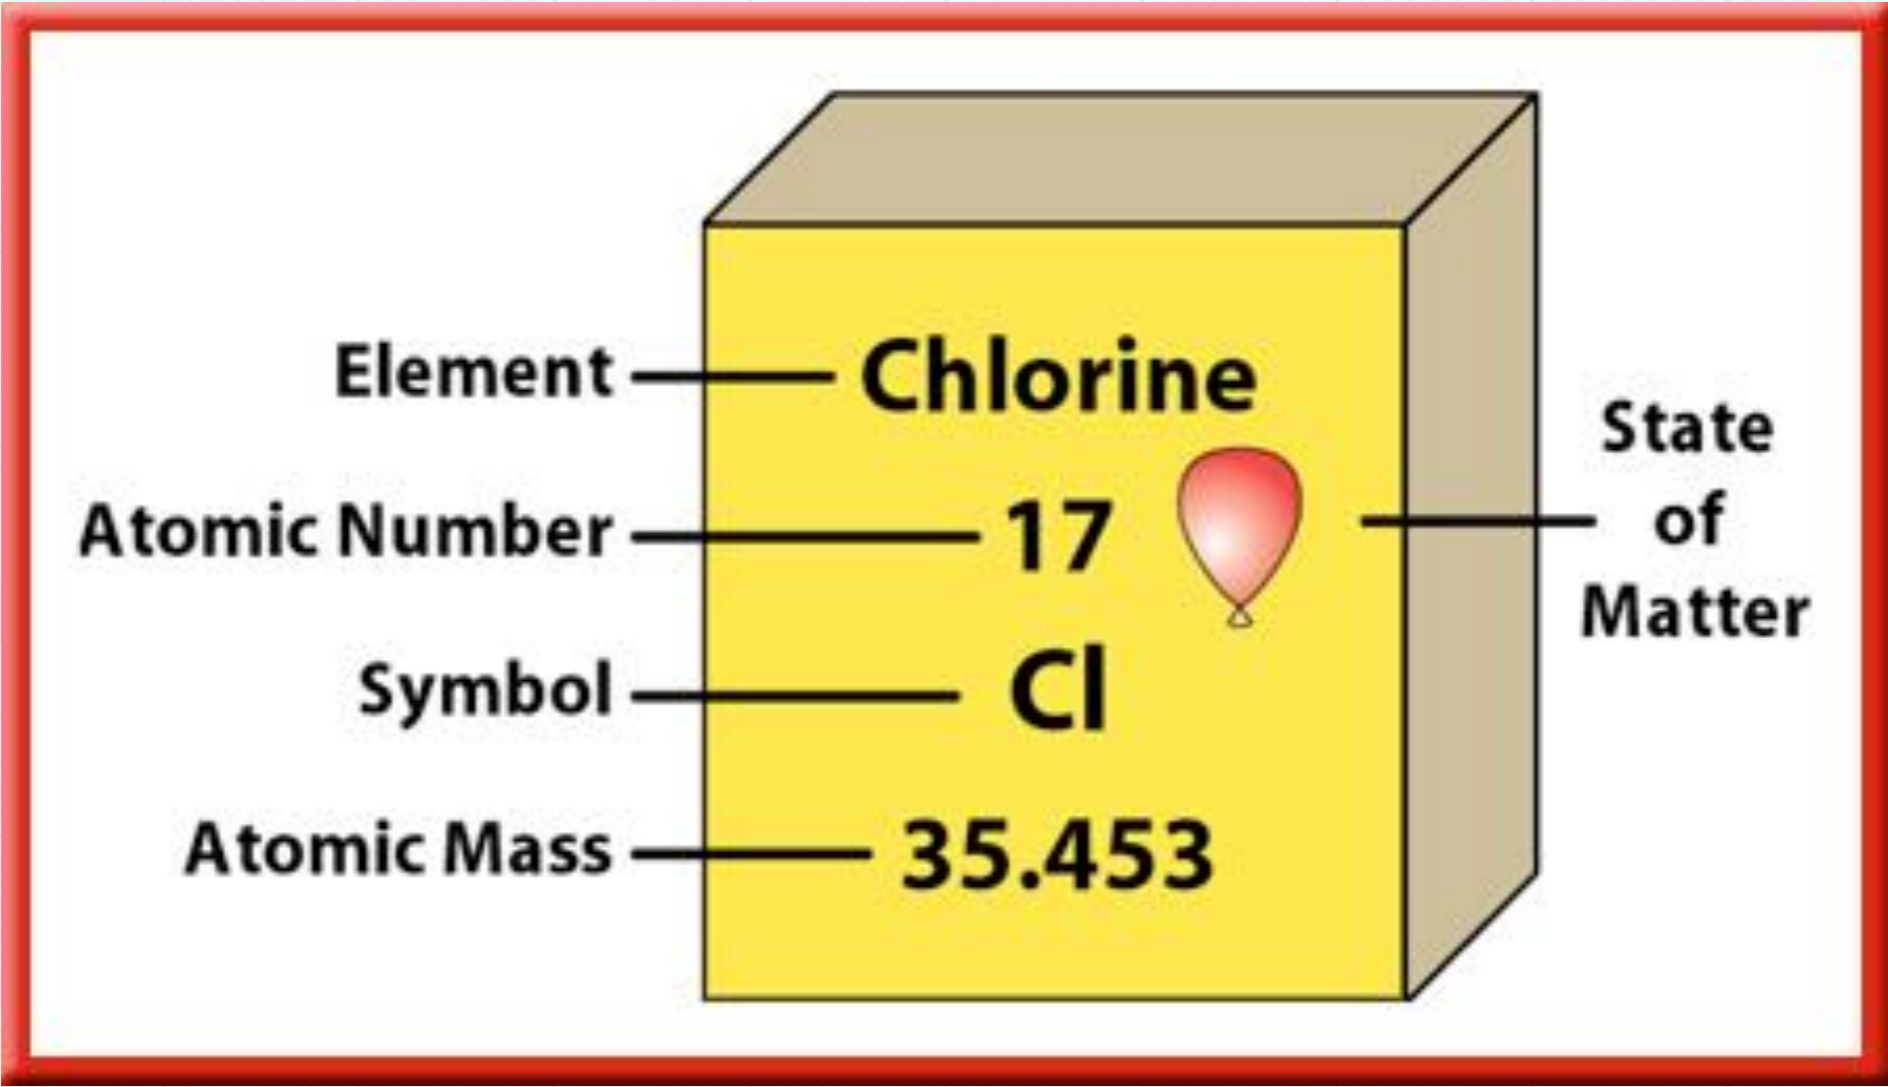 Element
Chlorine
Atomic Number
17
Symbol
Cl
Atomic Mass
35.453
State
of
Matter